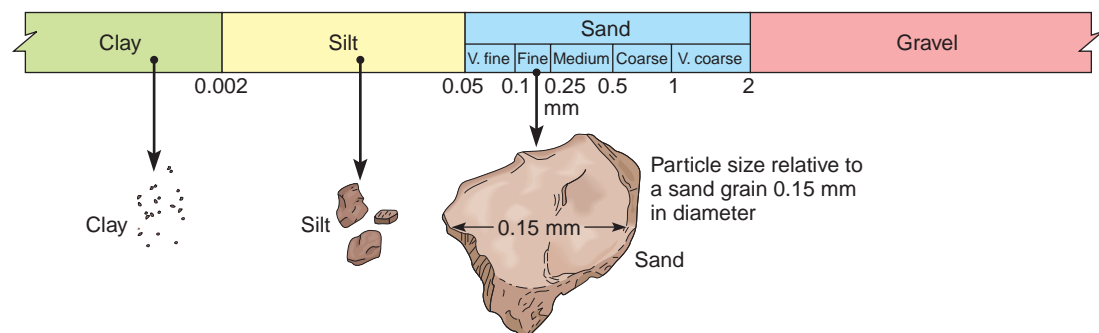 Clay
Silt
Sand
Gravel
V. fine
Fine
Medium
Coarse
V. coarse
0.002
0.05
0.1
0.25
0.5
1
2
mm
Particle size relative to
a sand grain 0.15 mm
in diameter
Clay
Silt
0.15 mm
Sand